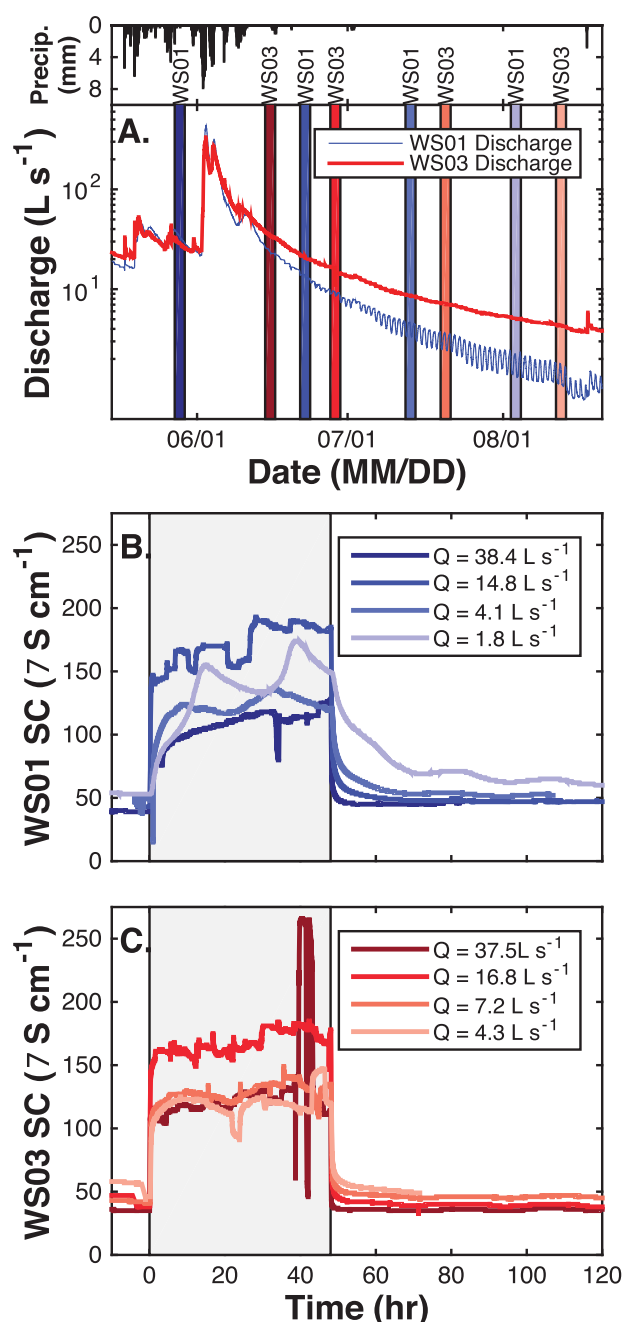 0
4
8
Precip.
(mm)
WS01
WS03
WS01
WS03
WS01
WS03
WS01
WS03
A.
WS01 Discharge
WS03 Discharge
10²
10¹
Discharge (L s⁻¹)
06/01
07/01
08/01
Date (MM/DD)
B.
250
200
150
100
50
0
WS01 SC (7 S cm⁻¹)
Q = 38.4 L s⁻¹
Q = 14.8 L s⁻¹
Q = 4.1 L s⁻¹
Q = 1.8 L s⁻¹
C.
250
200
150
100
50
0
WS03 SC (7 S cm⁻¹)
Q = 37.5L s⁻¹
Q = 16.8 L s⁻¹
Q = 7.2 L s⁻¹
Q = 4.3 L s⁻¹
0 20 40 60 80 100 120
Time (hr)